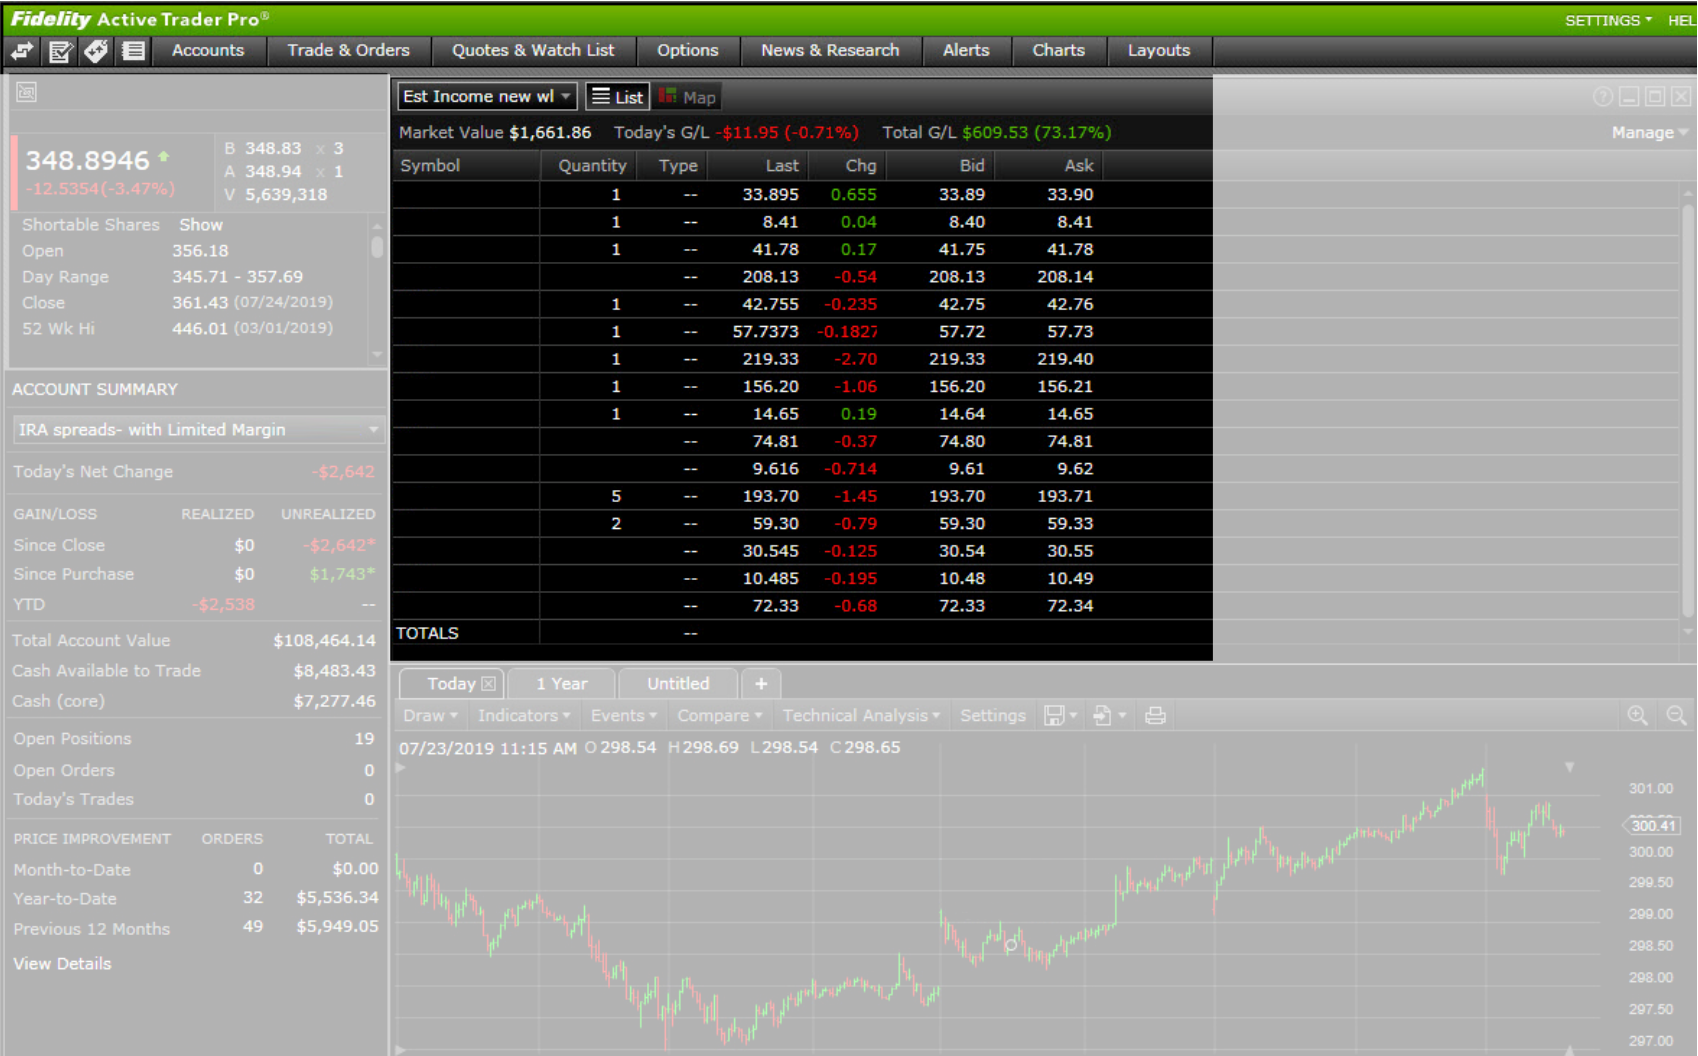 Fidelity Active Trader Pro® SETTINGS HEL
Accounts Trade & Orders Quotes & Watch List Options News & Research Alerts Charts Layouts
348.8946
-12.5354(-3.47%)
B 348.83 x 3
A 348.94 x 1
V 5,639,318
Shortable Shares Show
Open 356.18
Day Range 345.71 - 357.69
Close 361.43 (07/24/2019)
52 Wk Hi 446.01 (03/01/2019)
ACCOUNT SUMMARY
IRA spreads- with Limited Margin
Today's Net Change -$2,642
GAIN/LOSS REALIZED UNREALIZED
Since Close $0 -$2,642*
Since Purchase $0 $1,743*
YTD -$2,538 --
Total Account Value $108,464.14
Cash Available to Trade $8,483.43
Cash (core) $7,277.46
Open Positions 19
Open Orders 0
Today's Trades 0
PRICE IMPROVEMENT ORDERS TOTAL
Month-to-Date 0 $0.00
Year-to-Date 32 $5,536.34
Previous 12 Months 49 $5,949.05
View Details
Est Income new wl List Map
Market Value $1,661.86 Today's G/L -$11.95 (-0.71%) Total G/L $609.53 (73.17%) Manage
Symbol Quantity Type Last Chg Bid Ask
1 -- 33.895 0.655 33.89 33.90
1 -- 8.41 0.04 8.40 8.41
1 -- 41.78 0.17 41.75 41.78
-- 208.13 -0.54 208.13 208.14
1 -- 42.755 -0.235 42.75 42.76
1 -- 57.7373 -0.1827 57.72 57.73
1 -- 219.33 -2.70 219.33 219.40
1 -- 156.20 -1.06 156.20 156.21
1 -- 14.65 0.19 14.64 14.65
-- 74.81 -0.37 74.80 74.81
-- 9.616 -0.714 9.61 9.62
5 -- 193.70 -1.45 193.70 193.71
2 -- 59.30 -0.79 59.30 59.33
-- 30.545 -0.125 30.54 30.55
-- 10.485 -0.195 10.48 10.49
-- 72.33 -0.68 72.33 72.34
TOTALS --
Today 1 Year Untitled +
Draw Indicators Events Compare Technical Analysis Settings
07/23/2019 11:15 AM O 298.54 H 298.69 L 298.54 C 298.65
301.00
300.41
300.00
299.50
299.00
298.50
298.00
297.50
297.00